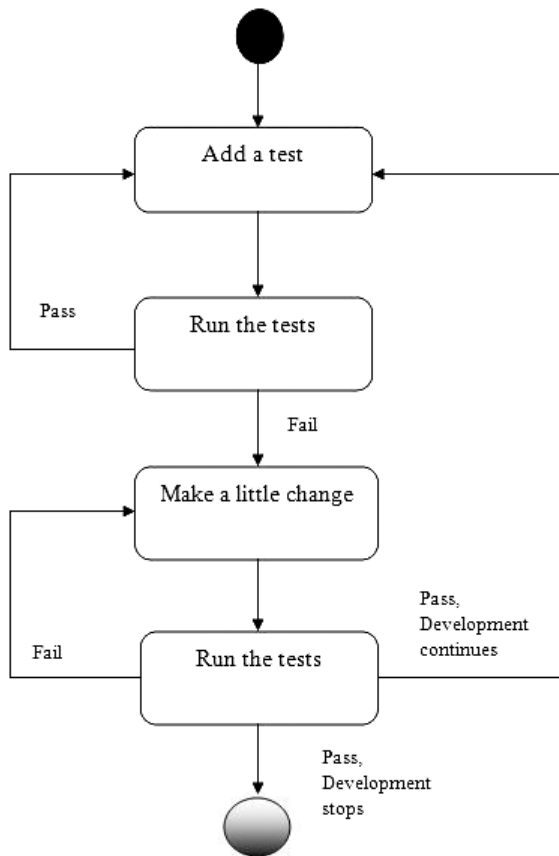 Add a test
Pass
Run the tests
Fail
Make a little change
Pass,
Development
continues
Fail
Run the tests
Pass,
Development
stops